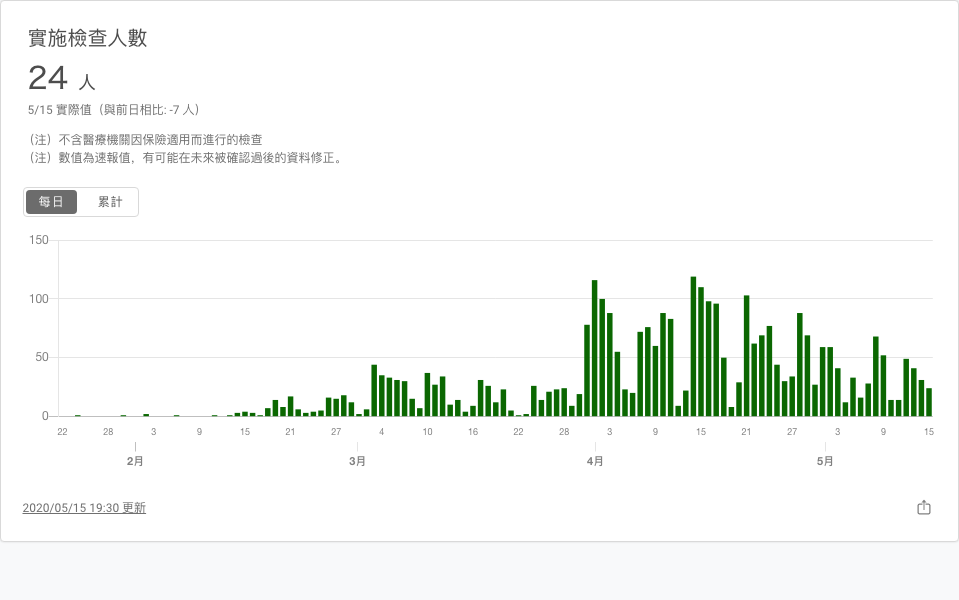 實施檢查人數
24 人
5/15 實際值（與前日相比: -7 人）
（注）不含醫療機關因保險適用而進行的檢查
（注）數值為速報值，有可能在未來被確認過後的資料修正。
每日 累計
150
100
50
0
22 28 3 9 15 21 27 4 10 16 22 28 3 9 15 21 27 3 9 15
2月 3月 4月 5月
2020/05/15 19:30 更新